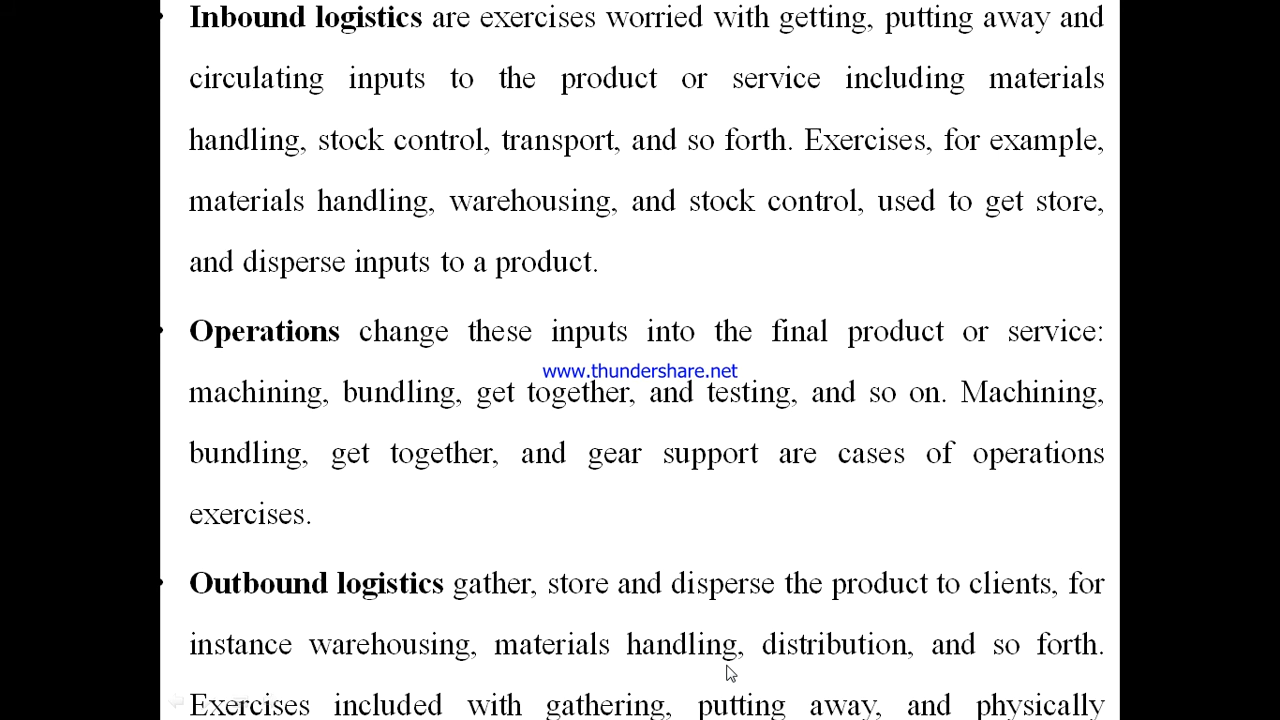 • Inbound logistics are exercises worried with getting, putting away and
circulating inputs to the product or service including materials
handling, stock control, transport, and so forth. Exercises, for example,
materials handling, warehousing, and stock control, used to get store,
and disperse inputs to a product.
• Operations change these inputs into the final product or service:
www.thundershare.net
machining, bundling, get together, and testing, and so on. Machining,
bundling, get together, and gear support are cases of operations
exercises.
• Outbound logistics gather, store and disperse the product to clients, for
instance warehousing, materials handling, distribution, and so forth.
Exercises included with gathering, putting away, and physically